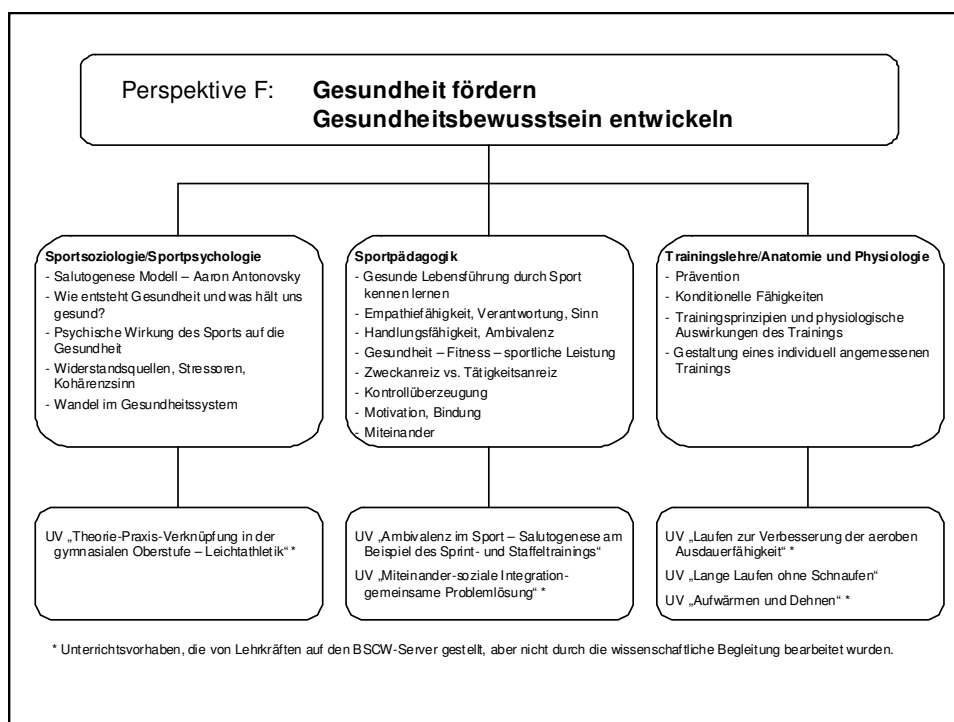 Perspektive F: Gesundheit fördern
Gesundheitsbewusstsein entwickeln
Sportsoziologie/Sportpsychologie
- Salutogenese Modell – Aaron Antonovsky
- Wie entsteht Gesundheit und was hält uns
gesund?
- Psychische Wirkung des Sports auf die
Gesundheit
- Widerstandsquellen, Stressoren,
Kohärenzsinn
- Wandel im Gesundheitssystem
Sportpädagogik
- Gesunde Lebensführung durch Sport
kennen lernen
- Empathiefähigkeit, Verantwortung, Sinn
- Handlungsfähigkeit, Ambivalenz
- Gesundheit – Fitness – sportliche Leistung
- Zweckanreiz vs. Tätigkeitsanreiz
- Kontrollüberzeugung
- Motivation, Bindung
- Miteinander
Trainingslehre/Anatomie und Physiologie
- Prävention
- Konditionelle Fähigkeiten
- Trainingsprinzipien und physiologische
Auswirkungen des Trainings
- Gestaltung eines individuell angemessenen
Trainings
UV „Theorie-Praxis-Verknüpfung in der
gymnasialen Oberstufe – Leichtathletik“ *
UV „Ambivalenz im Sport – Salutogenese am
Beispiel des Sprint- und Staffeltrainings“
UV „Miteinander-soziale Integration-
gemeinsame Problemlösung“ *
UV „Laufen zur Verbesserung der aeroben
Ausdauerfähigkeit“ *
UV „Lange Laufen ohne Schnaufen“
UV „Aufwärmen und Dehnen“ *
* Unterrichtsvorhaben, die von Lehrkräften auf den BSCW-Server gestellt, aber nicht durch die wissenschaftliche Begleitung bearbeitet wurden.